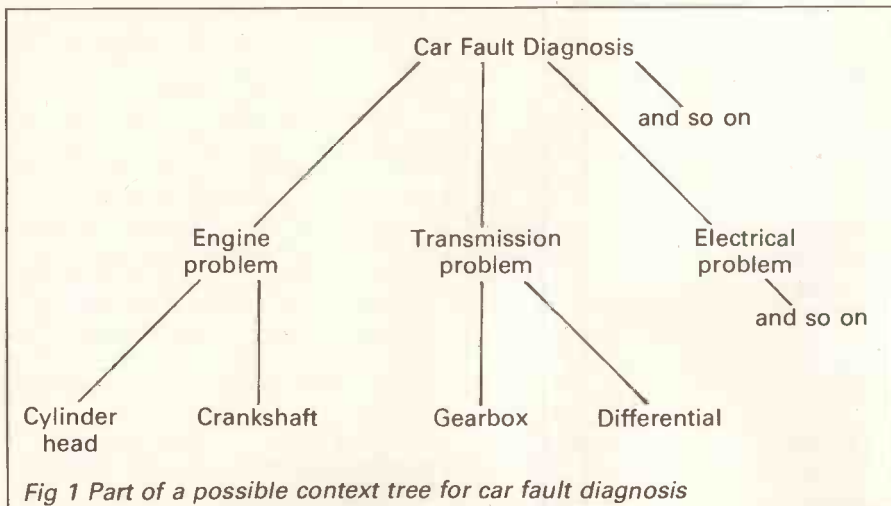 Car Fault Diagnosis
and so on
Engine
problem
Transmission
problem
Electrical
problem
and so on
Cylinder
head
Crankshaft
Gearbox
Differential
Fig 1 Part of a possible context tree for car fault diagnosis